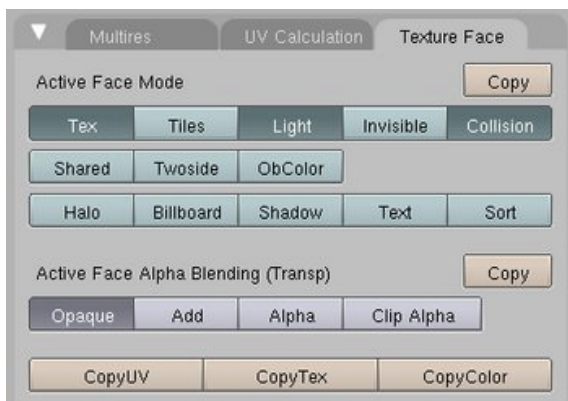 Multires UV Calculation Texture Face
Active Face Mode Copy
Tex Tiles Light Invisible Collision
Shared Twoside ObColor
Halo Billboard Shadow Text Sort
Active Face Alpha Blending (Transp) Copy
Opaque Add Alpha Clip Alpha
CopyUV CopyTex CopyColor